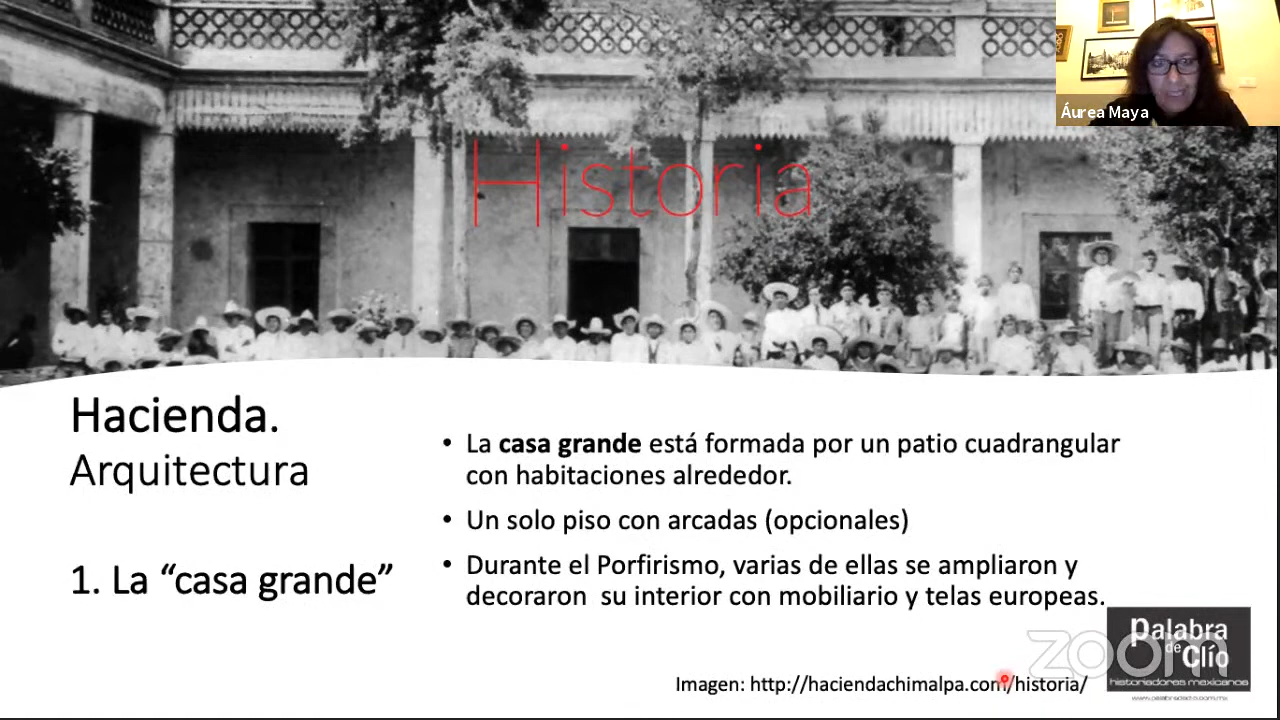 Áurea Maya
Historia
Hacienda.
Arquitectura
1. La “casa grande”
• La casa grande está formada por un patio cuadrangular
con habitaciones alrededor.
• Un solo piso con arcadas (opcionales)
• Durante el Porfirismo, varias de ellas se ampliaron y
decoraron  su interior con mobiliario y telas europeas.
Imagen: http://haciendachimalpa.com/historia/
zoom
palabra
de
Clío
historiadores mexicanos